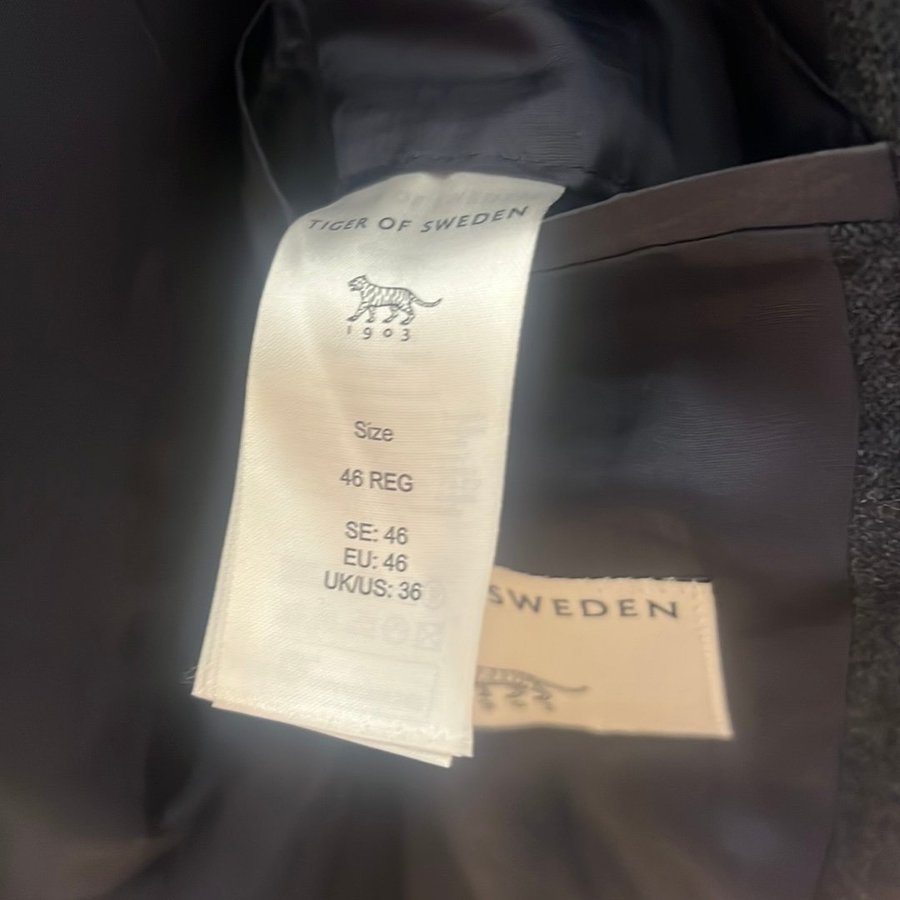 TIGER OF SWEDEN
1903
Size
46 REG
SE: 46
EU: 46
UK/US: 36
SWEDEN